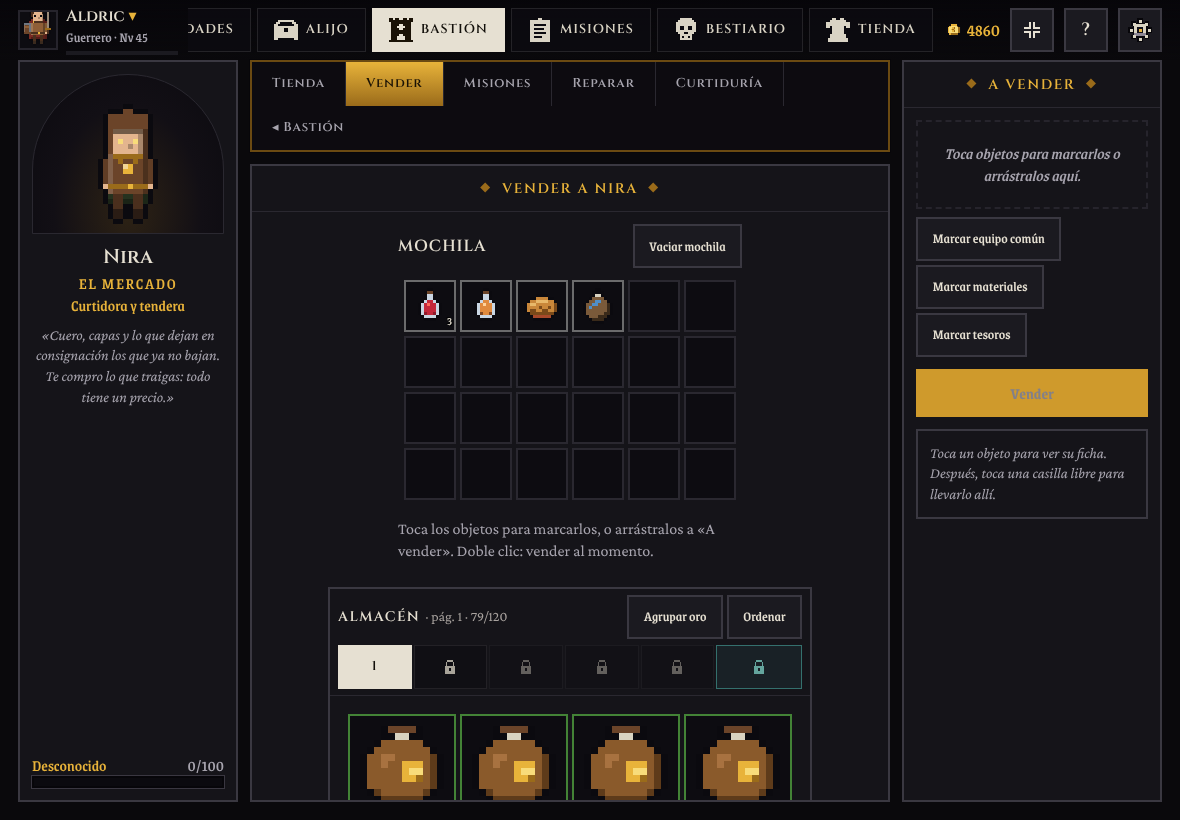 ALDRIC ▾
Guerrero · Nv 45
DADES
ALIJO
BASTIÓN
MISIONES
BESTIARIO
TIENDA
4860
?
NIRA
EL MERCADO
Curtidora y tendera
«Cuero, capas y lo que dejan en
consignación los que ya no bajan.
Te compro lo que traigas: todo
tiene un precio.»
Desconocido 0/100
TIENDA
VENDER
MISIONES
REPARAR
CURTIDURÍA
◂ BASTIÓN
◆ VENDER A NIRA ◆
MOCHILA
Vaciar mochila
3
Toca los objetos para marcarlos, o arrástralos a «A
vender». Doble clic: vender al momento.
ALMACÉN · pág. 1 · 79/120
Agrupar oro
Ordenar
I
◆ A VENDER ◆
Toca objetos para marcarlos o
arrástralos aquí.
Marcar equipo común
Marcar materiales
Marcar tesoros
Vender
Toca un objeto para ver su ficha.
Después, toca una casilla libre para
llevarlo allí.